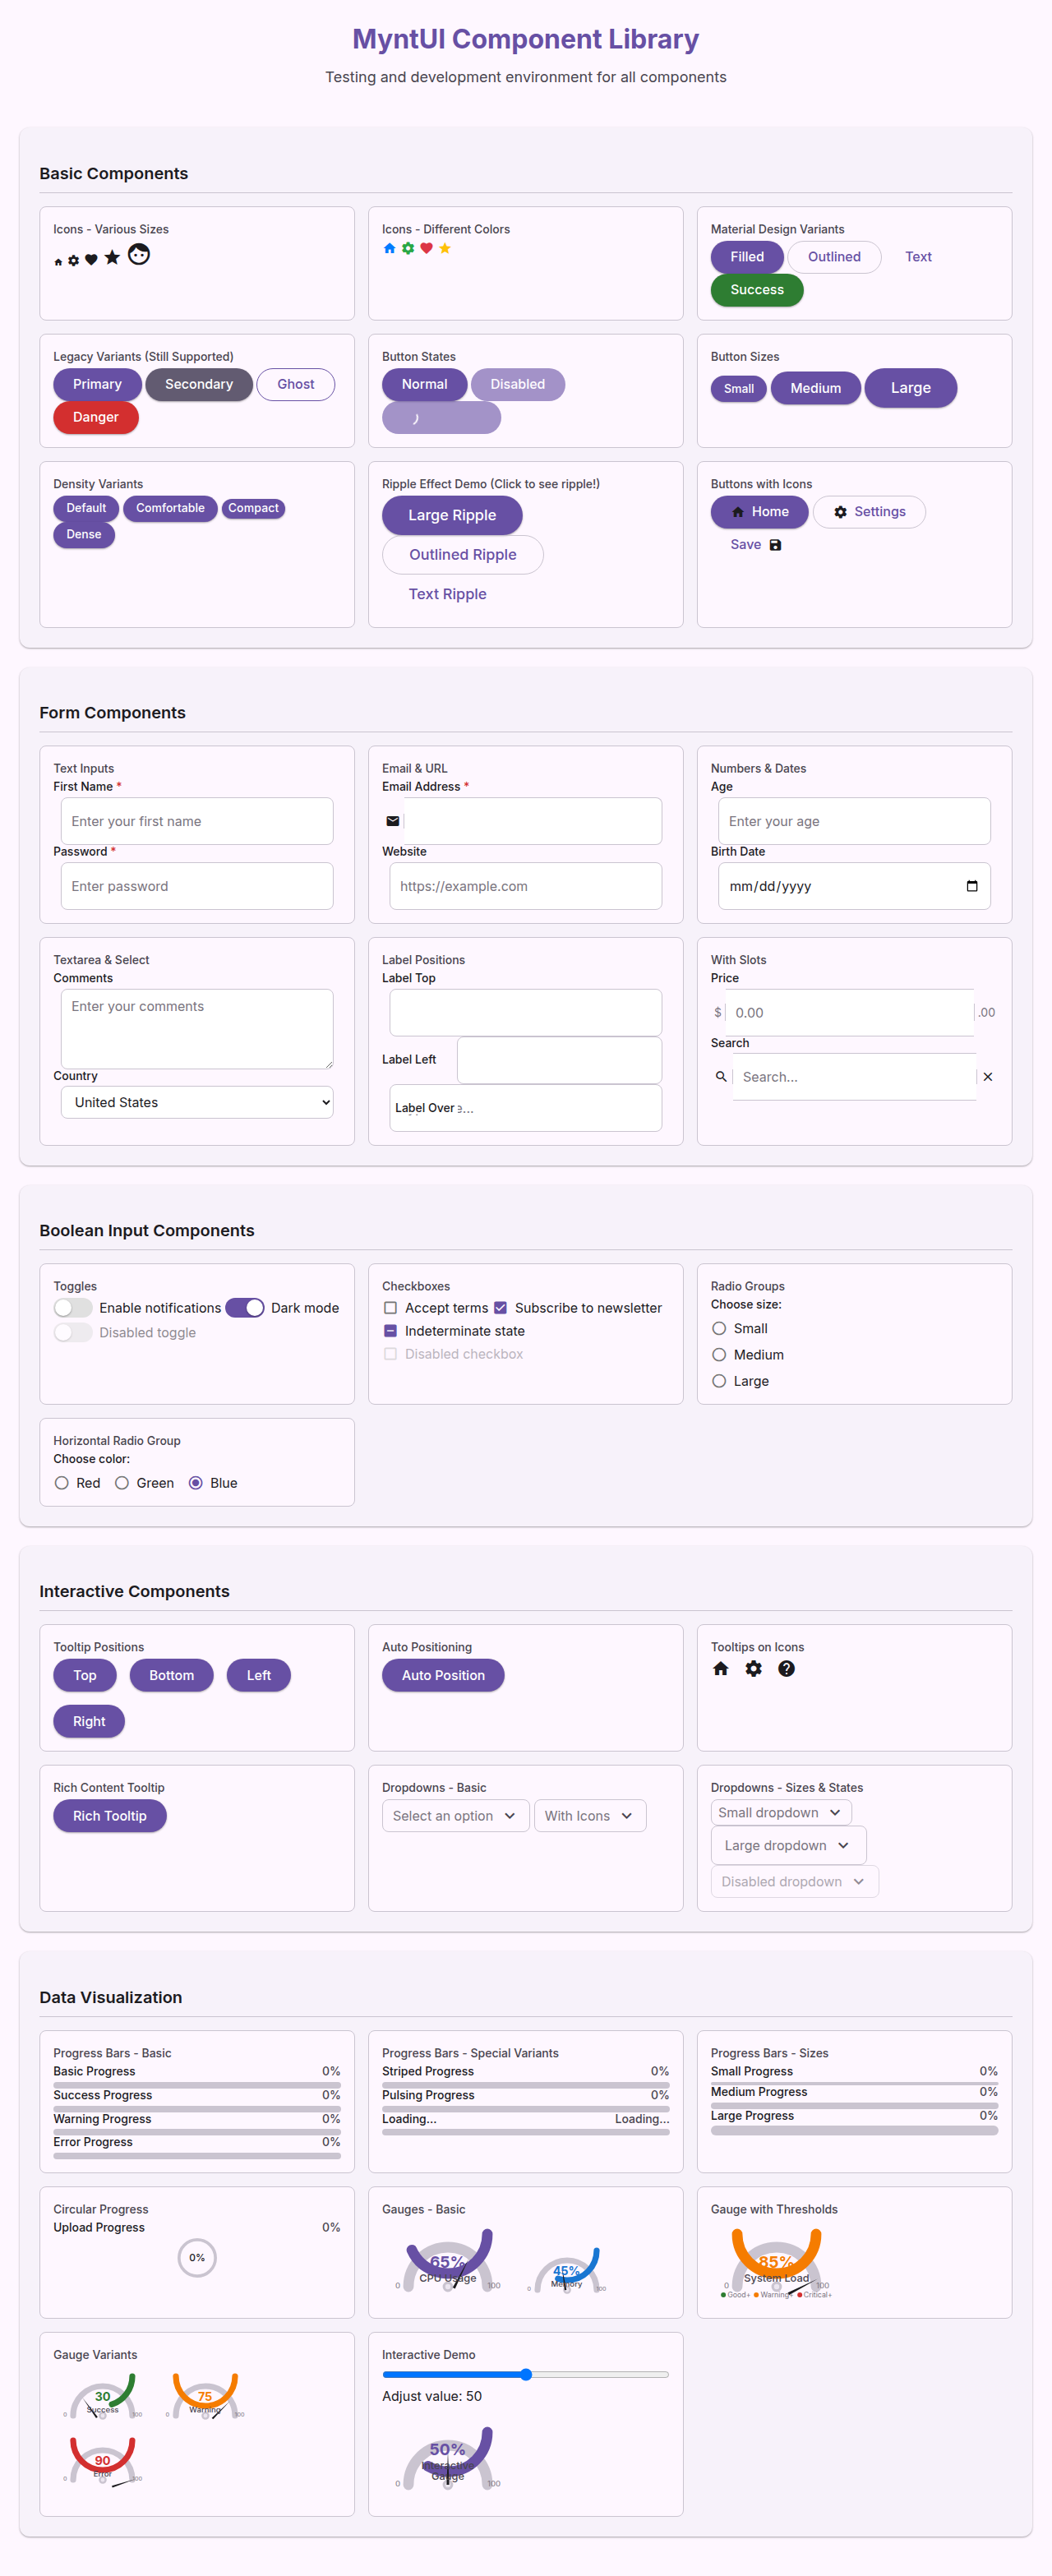 MyntUI Component Library
Testing and development environment for all components
Basic Components
Icons - Various Sizes
Icons - Different Colors
Material Design Variants
Filled
Outlined
Text
Success
Legacy Variants (Still Supported)
Primary
Secondary
Ghost
Danger
Button States
Normal
Disabled
Button Sizes
Small
Medium
Large
Density Variants
Default
Comfortable
Compact
Dense
Ripple Effect Demo (Click to see ripple!)
Large Ripple
Outlined Ripple
Text Ripple
Buttons with Icons
Home
Settings
Save
Form Components
Text Inputs
First Name *
Enter your first name
Password *
Enter password
Email & URL
Email Address *
Website
https://example.com
Numbers & Dates
Age
Enter your age
Birth Date
mm/dd/yyyy
Textarea & Select
Comments
Enter your comments
Country
United States
Label Positions
Label Top
Label Left
Label Over
With Slots
Price
$ 0.00 .00
Search
Search...
Boolean Input Components
Toggles
Enable notifications
Dark mode
Disabled toggle
Checkboxes
Accept terms
Subscribe to newsletter
Indeterminate state
Disabled checkbox
Radio Groups
Choose size:
Small
Medium
Large
Horizontal Radio Group
Choose color:
Red
Green
Blue
Interactive Components
Tooltip Positions
Top
Bottom
Left
Right
Auto Positioning
Auto Position
Tooltips on Icons
Rich Content Tooltip
Rich Tooltip
Dropdowns - Basic
Select an option
With Icons
Dropdowns - Sizes & States
Small dropdown
Large dropdown
Disabled dropdown
Data Visualization
Progress Bars - Basic
Basic Progress 0%
Success Progress 0%
Warning Progress 0%
Error Progress 0%
Progress Bars - Special Variants
Striped Progress 0%
Pulsing Progress 0%
Loading... Loading...
Progress Bars - Sizes
Small Progress 0%
Medium Progress 0%
Large Progress 0%
Circular Progress
Upload Progress 0%
0%
Gauges - Basic
65%
CPU Usage
0 100
45%
Memory
0 100
Gauge with Thresholds
85%
System Load
0 100
Good+ Warning+ Critical+
Gauge Variants
30
Success
0 100
75
Warning
0 100
90
Error
0 100
Interactive Demo
Adjust value: 50
50%
Interactive
Gauge
0 100